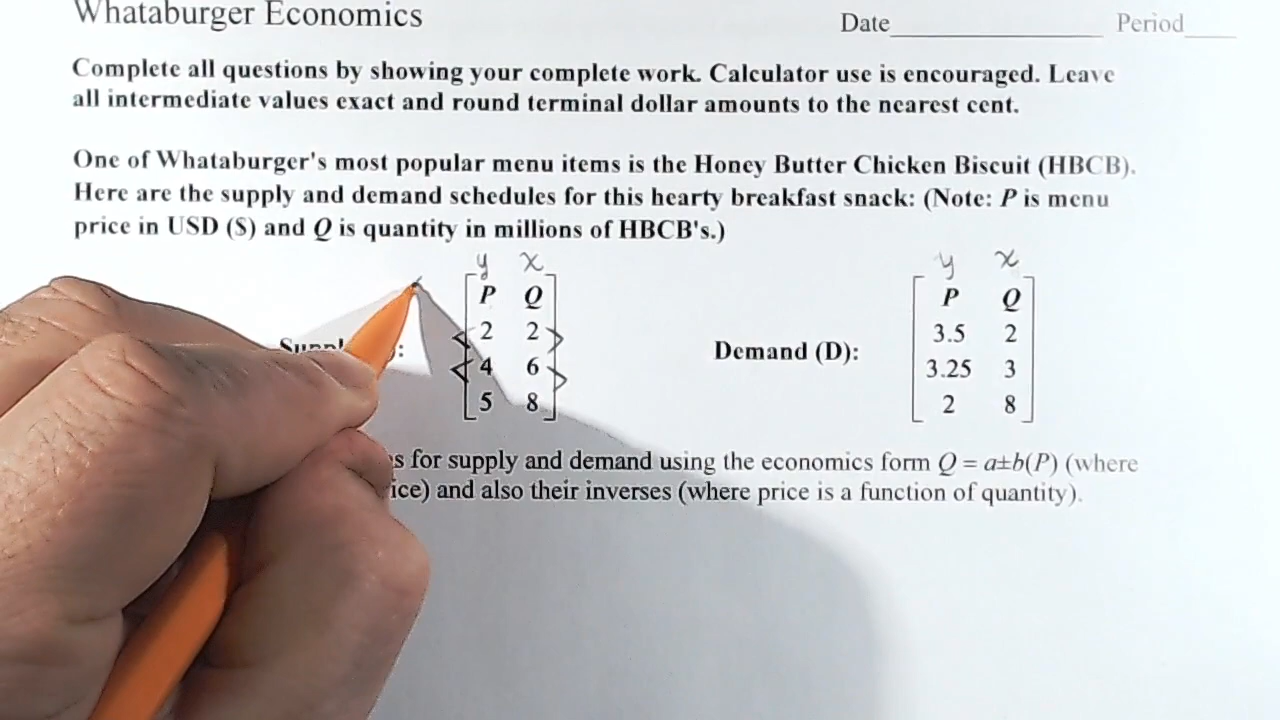 Whataburger Economics Date____________________ Period_____
Complete all questions by showing your complete work. Calculator use is encouraged. Leave
all intermediate values exact and round terminal dollar amounts to the nearest cent.
One of Whataburger's most popular menu items is the Honey Butter Chicken Biscuit (HBCB).
Here are the supply and demand schedules for this hearty breakfast snack: (Note: P is menu
price in USD ($) and Q is quantity in millions of HBCB's.)
y x
P Q
2 2
4 6
5 8
Demand (D):
y x
P Q
3.5 2
3.25 3
2 8
for supply and demand using the economics form Q = a±b(P) (where
and also their inverses (where price is a function of quantity).